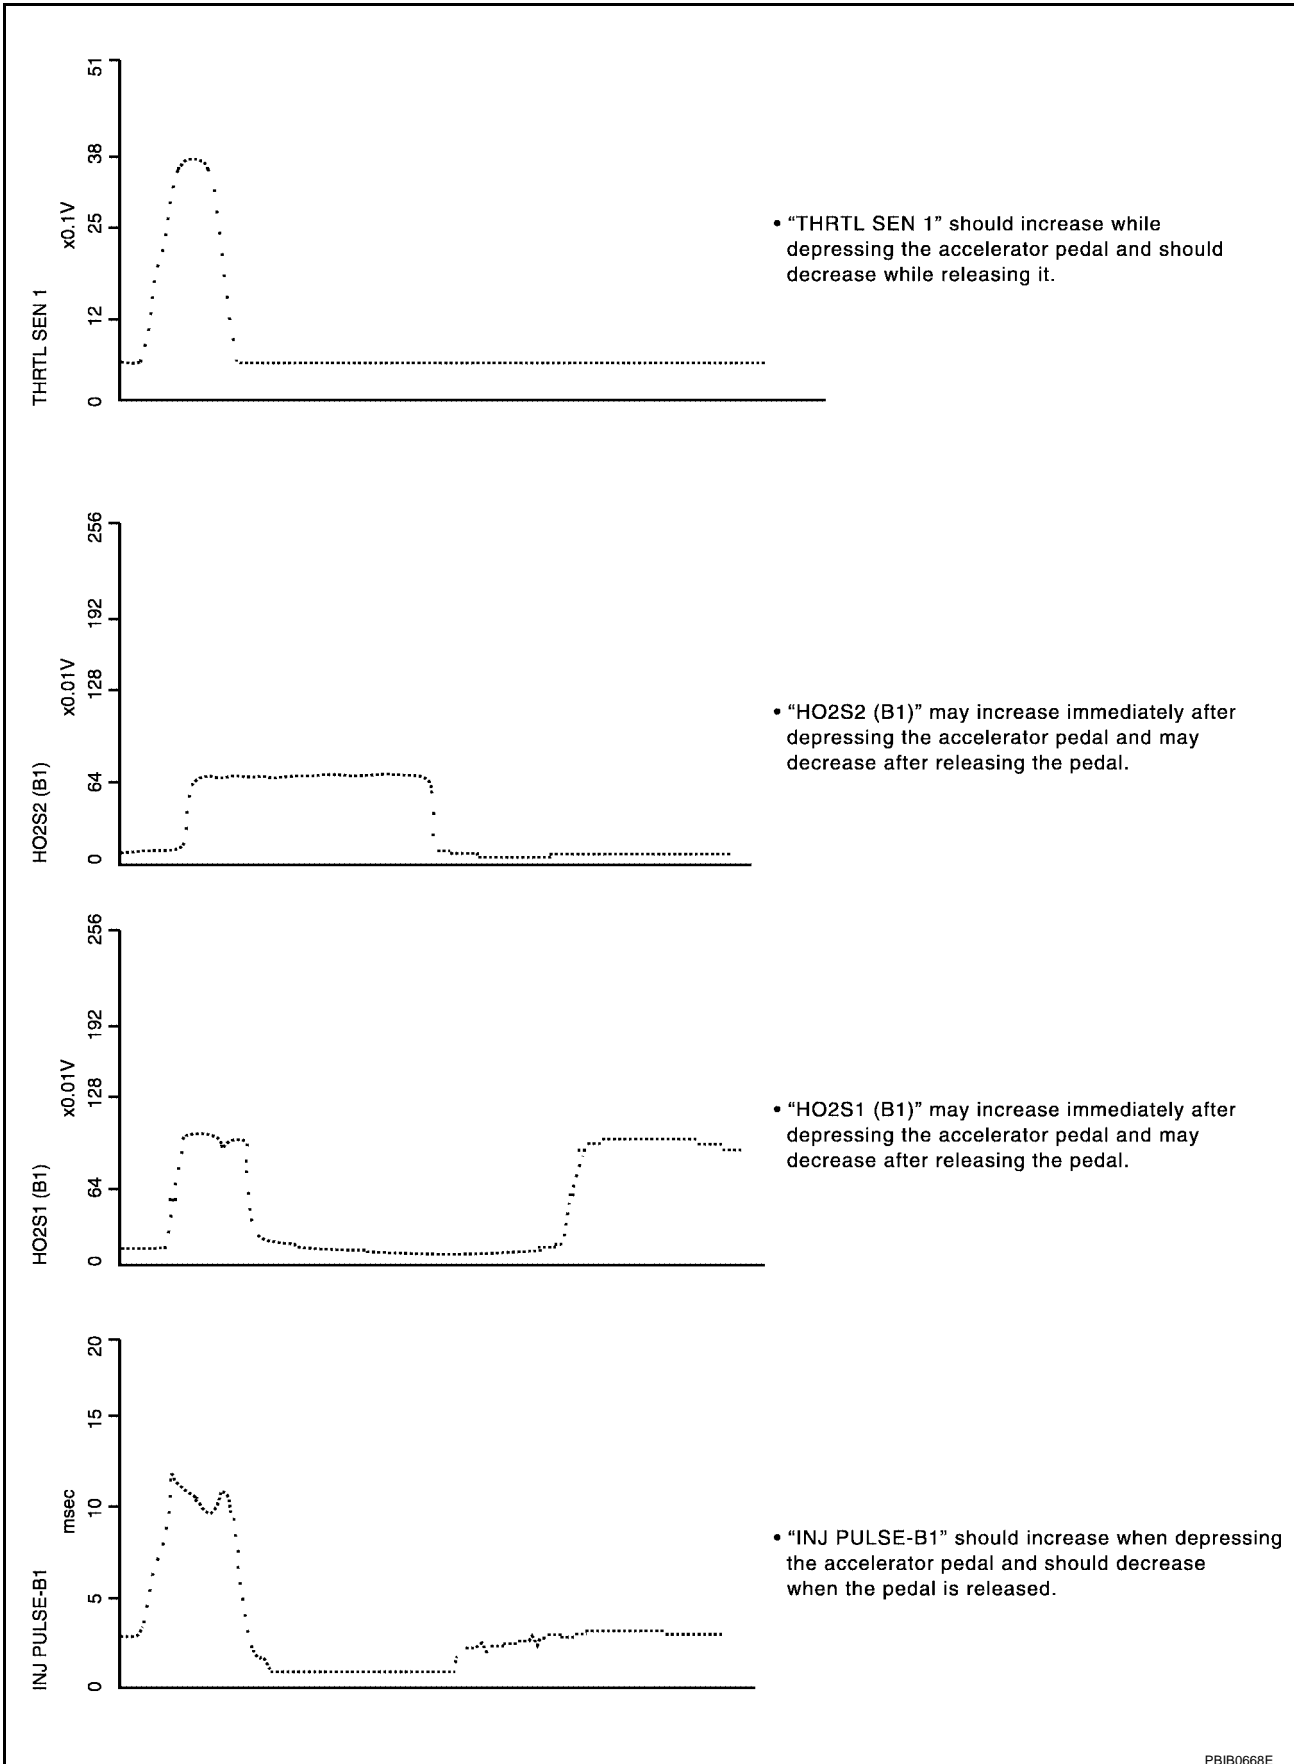 51
38
25
12
0
x0.1V
THRTL SEN 1
• “THRTL SEN 1” should increase while
depressing the accelerator pedal and should
decrease while releasing it.
256
192
128
64
0
x0.01V
HO2S2 (B1)
• “HO2S2 (B1)” may increase immediately after
depressing the accelerator pedal and may
decrease after releasing the pedal.
256
192
128
64
0
x0.01V
HO2S1 (B1)
• “HO2S1 (B1)” may increase immediately after
depressing the accelerator pedal and may
decrease after releasing the pedal.
20
15
10
5
0
msec
INJ PULSE-B1
• “INJ PULSE-B1” should increase when depressing
the accelerator pedal and should decrease
when the pedal is released.
PBIB0668E